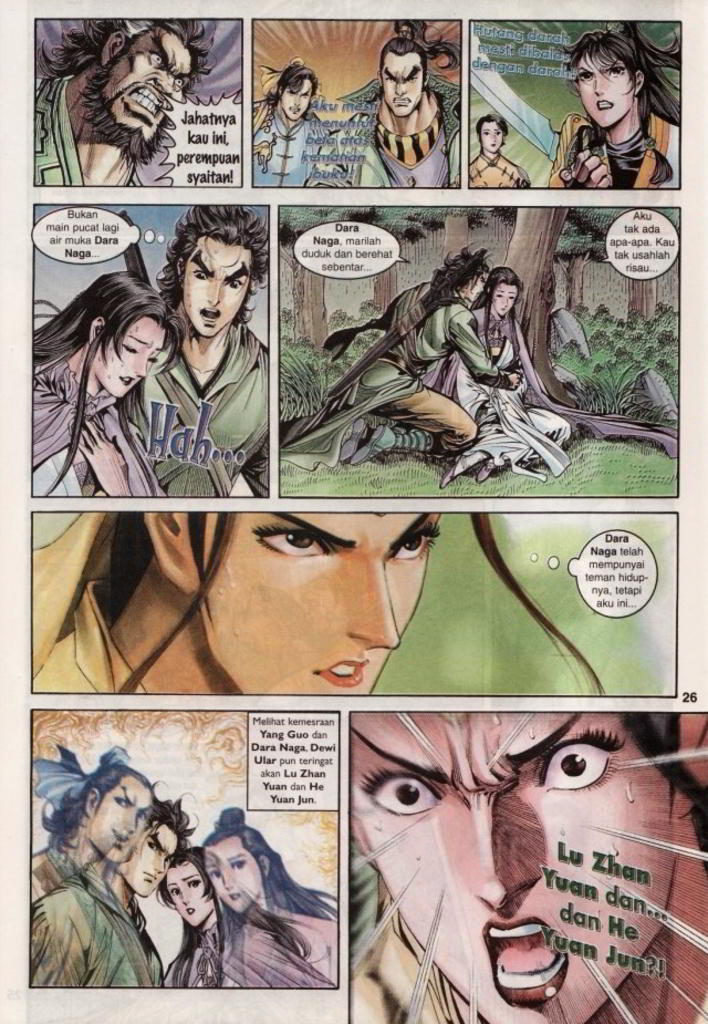 Jahatnya
kau ini,
perempuan
syaitan!
Aku mesti
menuntut
bela atas
kematian
ibuku!
Hutang darah
mesti dibalas
dengan darah!
Bukan
main pucat lagi
air muka Dara
Naga...
Hah...
Dara
Naga, marilah
duduk dan berehat
sebentar...
Aku
tak ada
apa-apa. Kau
tak usahlah
risau...
Dara
Naga telah
mempunyai
teman hidup-
nya, tetapi
aku ini...
26
Melihat kemesraan
Yang Guo dan
Dara Naga, Dewi
Ular pun teringat
akan Lu Zhan
Yuan dan He
Yuan Jun.
Lu Zhan
Yuan dan...
dan He
Yuan Jun?!